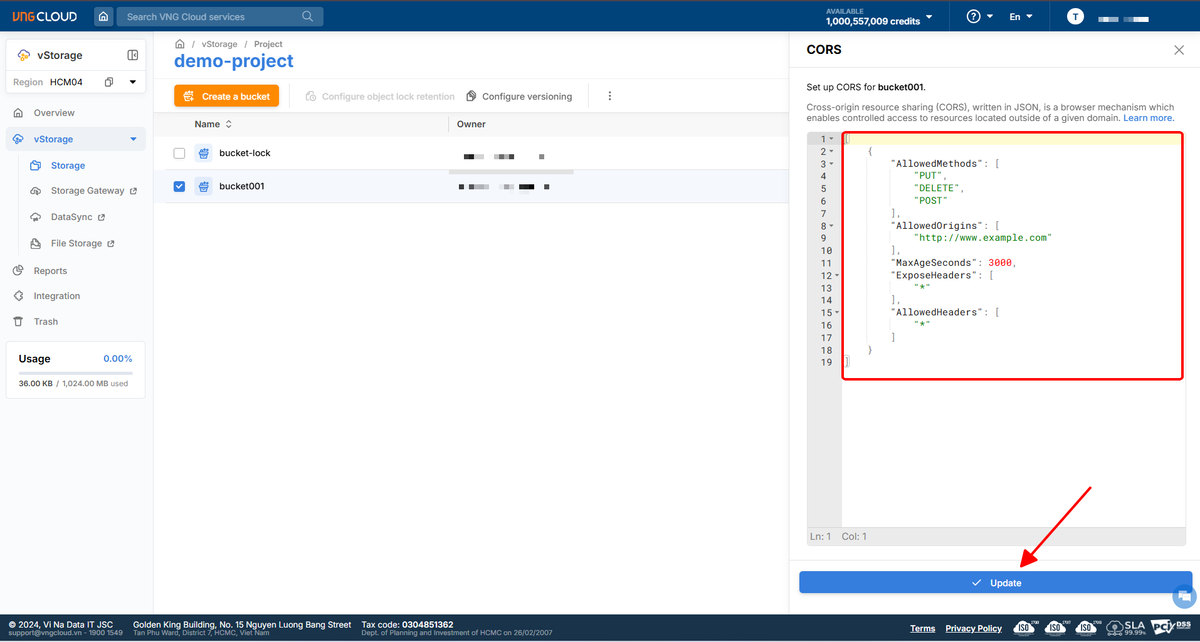 VNGCLOUD
Search VNG Cloud services
AVAILABLE
1,000,557,009 credits
En
T
vStorage
Region HCM04
Overview
vStorage
Storage
Storage Gateway
DataSync
File Storage
Reports
Integration
Trash
Usage 0.00%
36.00 KB / 1,024.00 MB used
/ vStorage / Project
demo-project
Create a bucket
Configure object lock retention
Configure versioning
Name
Owner
bucket-lock
bucket001
CORS
Set up CORS for bucket001.
Cross-origin resource sharing (CORS), written in JSON, is a browser mechanism which
enables controlled access to resources located outside of a given domain. Learn more.
1 [
2 {
3 "AllowedMethods": [
4 "PUT",
5 "DELETE",
6 "POST"
7 ],
8 "AllowedOrigins": [
9 "http://www.example.com"
10 ],
11 "MaxAgeSeconds": 3000,
12 "ExposeHeaders": [
13 "*"
14 ],
15 "AllowedHeaders": [
16 "*"
17 ]
18 }
19 ]
Ln: 1 Col: 1
Update
© 2024, Vi Na Data IT JSC
support@vngcloud.vn - 1900 1549
Golden King Building, No. 15 Nguyen Luong Bang Street
Tan Phu Ward, District 7, HCMC, Viet Nam
Tax code: 0304851362
Dept. of Planning and Investment of HCMC on 26/02/2007
Terms
Privacy Policy
ISO
ISO
ISO
SLA
99.99%
PCI DSS